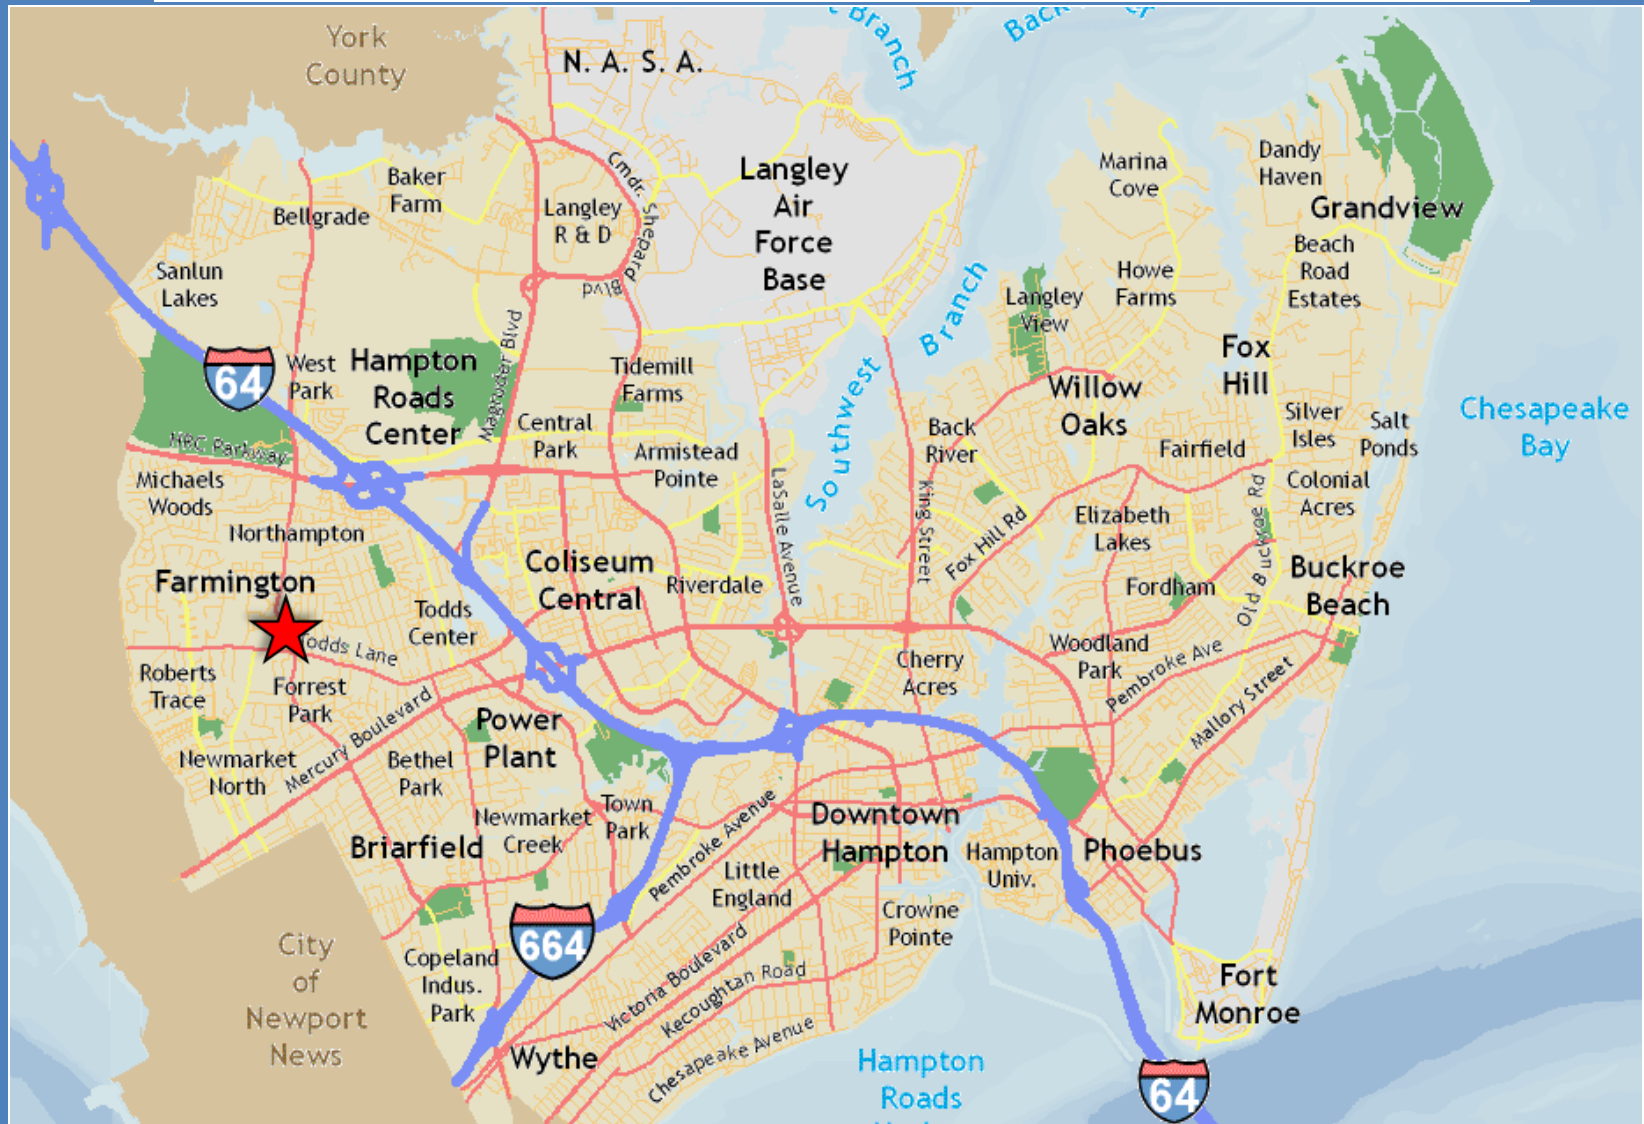 York
County
N. A. S. A.
Branch
Back
Baker
Farm
Bellgrade
Langley
R & D
Cmdr. Shepard
Blvd
Langley
Air
Force
Base
Marina
Cove
Dandy
Haven
Grandview
Sanlun
Lakes
Beach
Road
Estates
Howe
Farms
Langley
View
Southwest
Branch
Magruder Blvd
64
West
Park
Hampton
Roads
Center
Tidemill
Farms
Fox
Hill
Willow
Oaks
Chesapeake
Bay
Central
Park
Silver
Isles
Salt
Ponds
Back
River
Fairfield
HRC Parkway
Armistead
Pointe
Michaels
Woods
LaSalle Avenue
King Street
Colonial
Acres
Northampton
Fox Hill Rd
Elizabeth
Lakes
Old Buckroe Rd
Farmington
Coliseum
Central
Riverdale
Fordham
Buckroe
Beach
Todds
Center
Todds Lane
Woodland
Park
Cherry
Acres
Pembroke Ave
Mallory Street
Roberts
Trace
Forrest
Park
Mercury Boulevard
Power
Plant
Newmarket
North
Bethel
Park
Newmarket
Creek
Town
Park
Briarfield
Pembroke Avenue
Downtown
Hampton
Hampton
Univ.
Phoebus
Little
England
Crowne
Pointe
664
City
of
Newport
News
Copeland
Indus.
Park
Victoria Boulevard
Kecoughtan Road
Chesapeake Avenue
Wythe
Fort
Monroe
Hampton
Roads
64